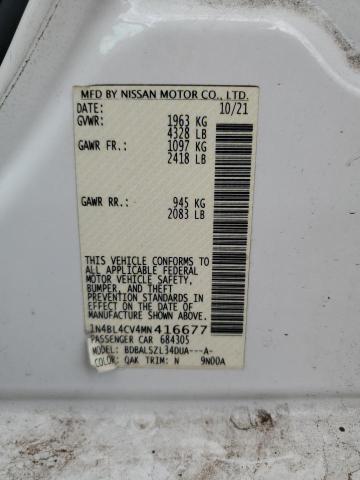 MFD BY NISSAN MOTOR CO., LTD.
DATE: 10/21
GVWR: 1963 KG
4328 LB
GAWR FR.: 1097 KG
2418 LB
GAWR RR.: 945 KG
2083 LB
THIS VEHICLE CONFORMS TO
ALL APPLICABLE FEDERAL
MOTOR VEHICLE SAFETY,
BUMPER, AND THEFT
PREVENTION STANDARDS
IN EFFECT ON THE DATE OF
MANUFACTURE SHOWN ABOVE.
1N4BL4CV4MN416677
PASSENGER CAR 684305
MODEL: BDBALSZL34DUA---A-
COLOR: QAK TRIM: N 9N00A